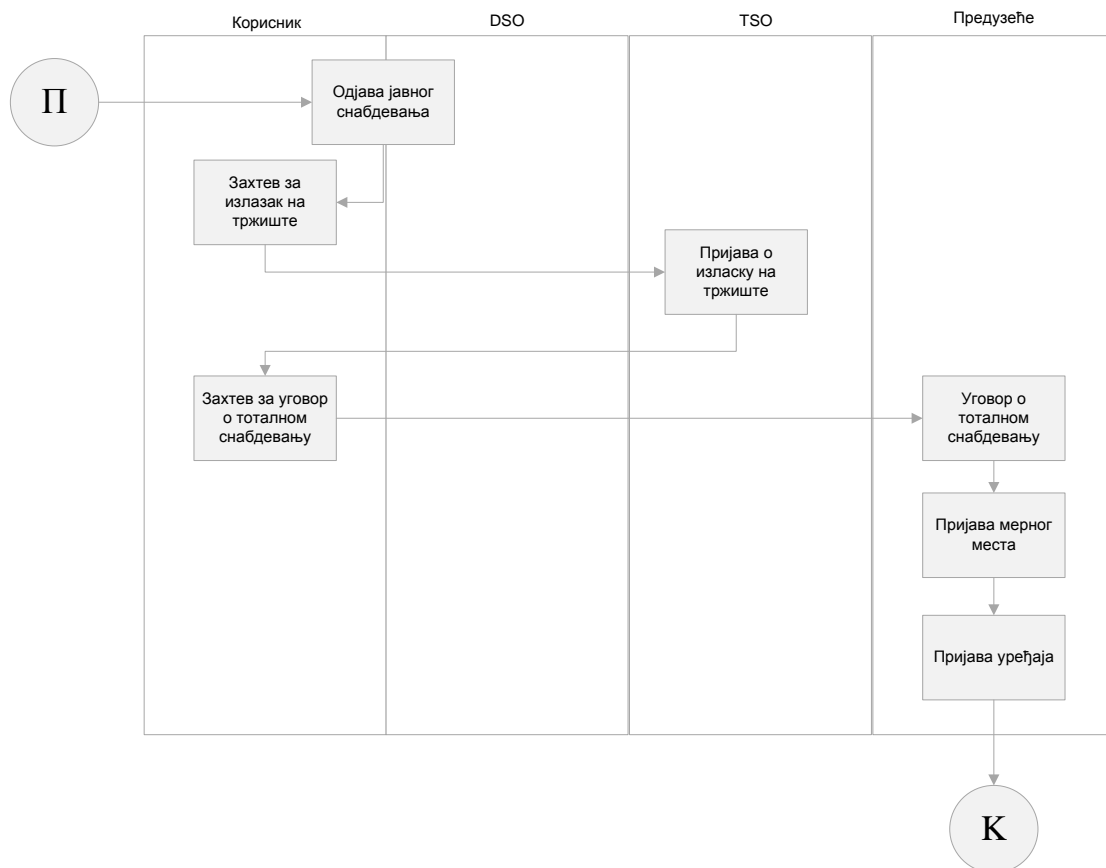 Корисник
DSO
TSO
Предузеће
П
Одјава јавног
снабдевања
Захтев за
излазак на
тржиште
Пријава о
изласку на
тржиште
Захтев за уговор
о тоталном
снабдевању
Уговор о
тоталном
снабдевању
Пријава мерног
места
Пријава уређаја
К